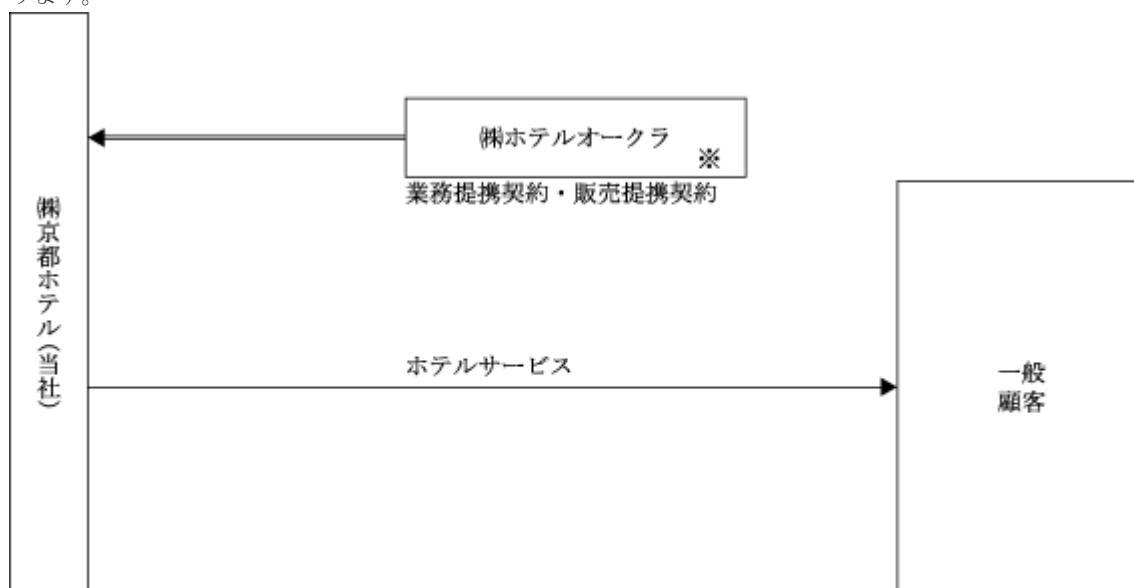 ります。
㈱ホテルオークラ
※
業務提携契約・販売提携契約
㈱京都ホテル(当社)
ホテルサービス
一般
顧客